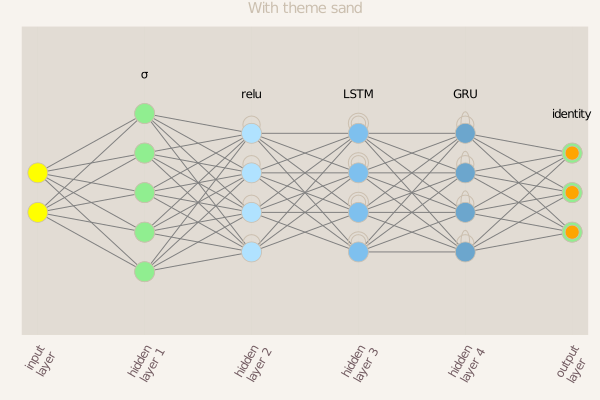 With theme sand
σ
relu
LSTM
GRU
identity
input
layer
hidden
layer 1
hidden
layer 2
hidden
layer 3
hidden
layer 4
output
layer